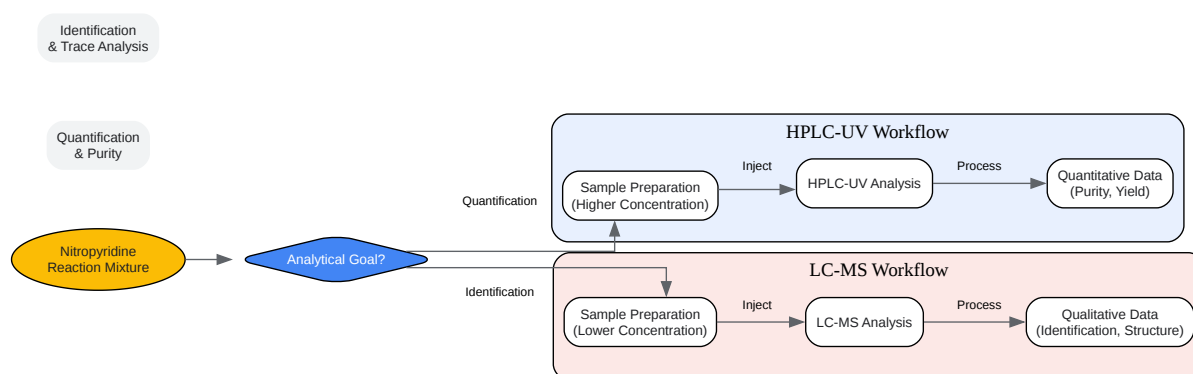 Identification
& Trace Analysis
Quantification
& Purity
Nitropyridine
Reaction Mixture
Analytical Goal?
Quantification
Identification
HPLC-UV Workflow
Sample Preparation
(Higher Concentration)
Inject
HPLC-UV Analysis
Process
Quantitative Data
(Purity, Yield)
LC-MS Workflow
Sample Preparation
(Lower Concentration)
Inject
LC-MS Analysis
Process
Qualitative Data
(Identification, Structure)